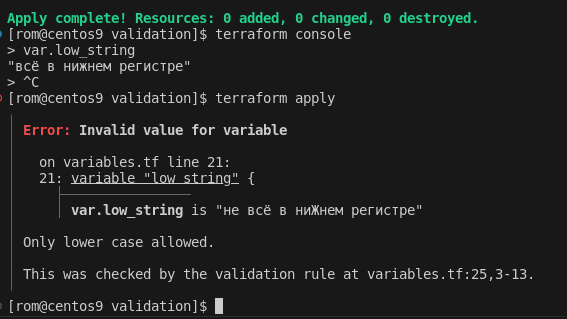 Apply complete! Resources: 0 added, 0 changed, 0 destroyed.
[rom@centos9 validation]$ terraform console
> var.low_string
"всё в нижнем регистре"
> ^C
[rom@centos9 validation]$ terraform apply
Error: Invalid value for variable
on variables.tf line 21:
21: variable "low_string" {
var.low_string is "не всё в ниЖнем регистре"
Only lower case allowed.
This was checked by the validation rule at variables.tf:25,3-13.
[rom@centos9 validation]$